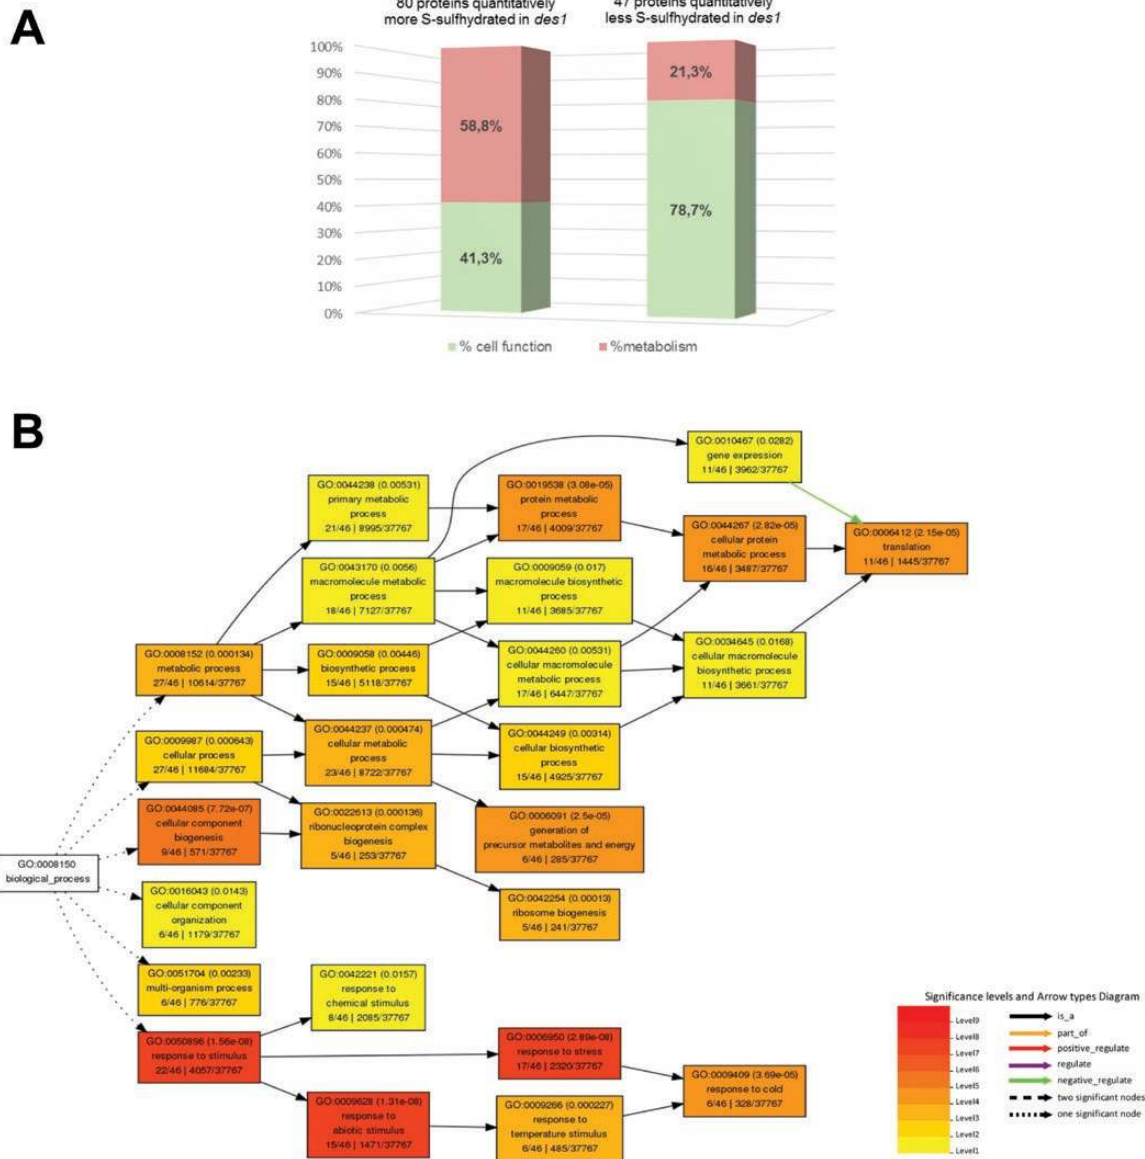 A
80 proteins quantitatively
more S-sulfhydrated in des1
47 proteins quantitatively
less S-sulfhydrated in des1
100%
90%
80%
70%
60%
50%
40%
30%
20%
10%
0%
58,8%
41,3%
21,3%
78,7%
% cell function
%metabolism
B
GO:0010467 (0.0282)
gene expression
11/46 | 3962/37767
GO:0044238 (0.00531)
primary metabolic
process
21/46 | 8995/37767
GO:0019538 (3.08e-05)
protein metabolic
process
17/46 | 4009/37767
GO:0044267 (2.82e-05)
cellular protein
metabolic process
16/46 | 3487/37767
GO:0006412 (2.15e-05)
translation
11/46 | 1445/37767
GO:0043170 (0.0056)
macromolecule metabolic
process
18/46 | 7127/37767
GO:0009059 (0.017)
macromolecule biosynthetic
process
11/46 | 3685/37767
GO:0008152 (0.000134)
metabolic process
27/46 | 10614/37767
GO:0009058 (0.00446)
biosynthetic process
15/46 | 5118/37767
GO:0044260 (0.00531)
cellular macromolecule
metabolic process
17/46 | 6447/37767
GO:0034645 (0.0168)
cellular macromolecule
biosynthetic process
11/46 | 3661/37767
GO:0009987 (0.000643)
cellular process
27/46 | 11684/37767
GO:0044237 (0.000474)
cellular metabolic
process
23/46 | 8722/37767
GO:0044249 (0.00314)
cellular biosynthetic
process
15/46 | 4925/37767
GO:0044085 (7.72e-07)
cellular component
biogenesis
9/46 | 571/37767
GO:0022613 (0.000136)
ribonucleoprotein complex
biogenesis
5/46 | 253/37767
GO:0006091 (2.5e-05)
generation of
precursor metabolites and energy
6/46 | 285/37767
GO:0008150
biological_process
GO:0016043 (0.0143)
cellular component
organization
6/46 | 1179/37767
GO:0042254 (0.00013)
ribosome biogenesis
5/46 | 241/37767
GO:0051704 (0.00233)
multi-organism process
6/46 | 776/37767
GO:0042221 (0.0157)
response to
chemical stimulus
8/46 | 2085/37767
GO:0050896 (1.56e-08)
response to stimulus
22/46 | 4057/37767
GO:0006950 (2.89e-08)
response to stress
17/46 | 2320/37767
GO:0009409 (3.69e-05)
response to cold
6/46 | 328/37767
GO:0009628 (1.31e-08)
response to
abiotic stimulus
15/46 | 1471/37767
GO:0009266 (0.000227)
response to
temperature stimulus
6/46 | 485/37767
Significance levels and Arrow types Diagram
Level9
Level8
Level7
Level6
Level5
Level4
Level3
Level2
Level1
is_a
part_of
positive_regulate
regulate
negative_regulate
two significant nodes
one significant node